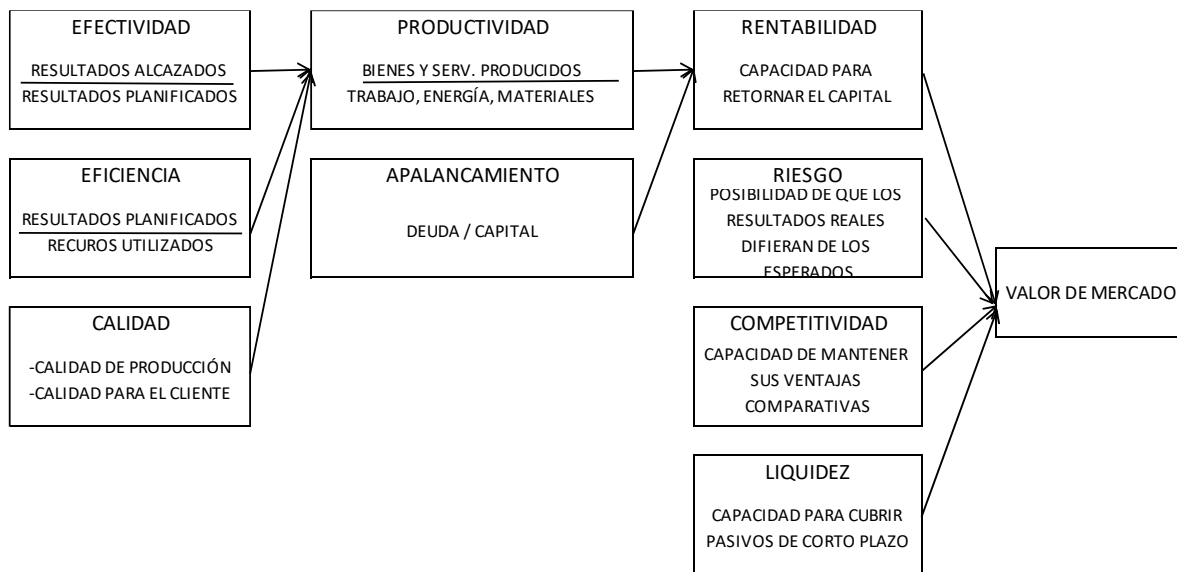 EFECTIVIDAD
RESULTADOS ALCAZADOS
RESULTADOS PLANIFICADOS
EFICIENCIA
RESULTADOS PLANIFICADOS
RECUROS UTILIZADOS
CALIDAD
-CALIDAD DE PRODUCCIÓN
-CALIDAD PARA EL CLIENTE
PRODUCTIVIDAD
BIENES Y SERV. PRODUCIDOS
TRABAJO, ENERGÍA, MATERIALES
APALANCAMIENTO
DEUDA / CAPITAL
RENTABILIDAD
CAPACIDAD PARA
RETORNAR EL CAPITAL
RIESGO
POSIBILIDAD DE QUE LOS
RESULTADOS REALES
DIFIERAN DE LOS
ESPERADOS
COMPETITIVIDAD
CAPACIDAD DE MANTENER
SUS VENTAJAS
COMPARATIVAS
LIQUIDEZ
CAPACIDAD PARA CUBRIR
PASIVOS DE CORTO PLAZO
VALOR DE MERCADO